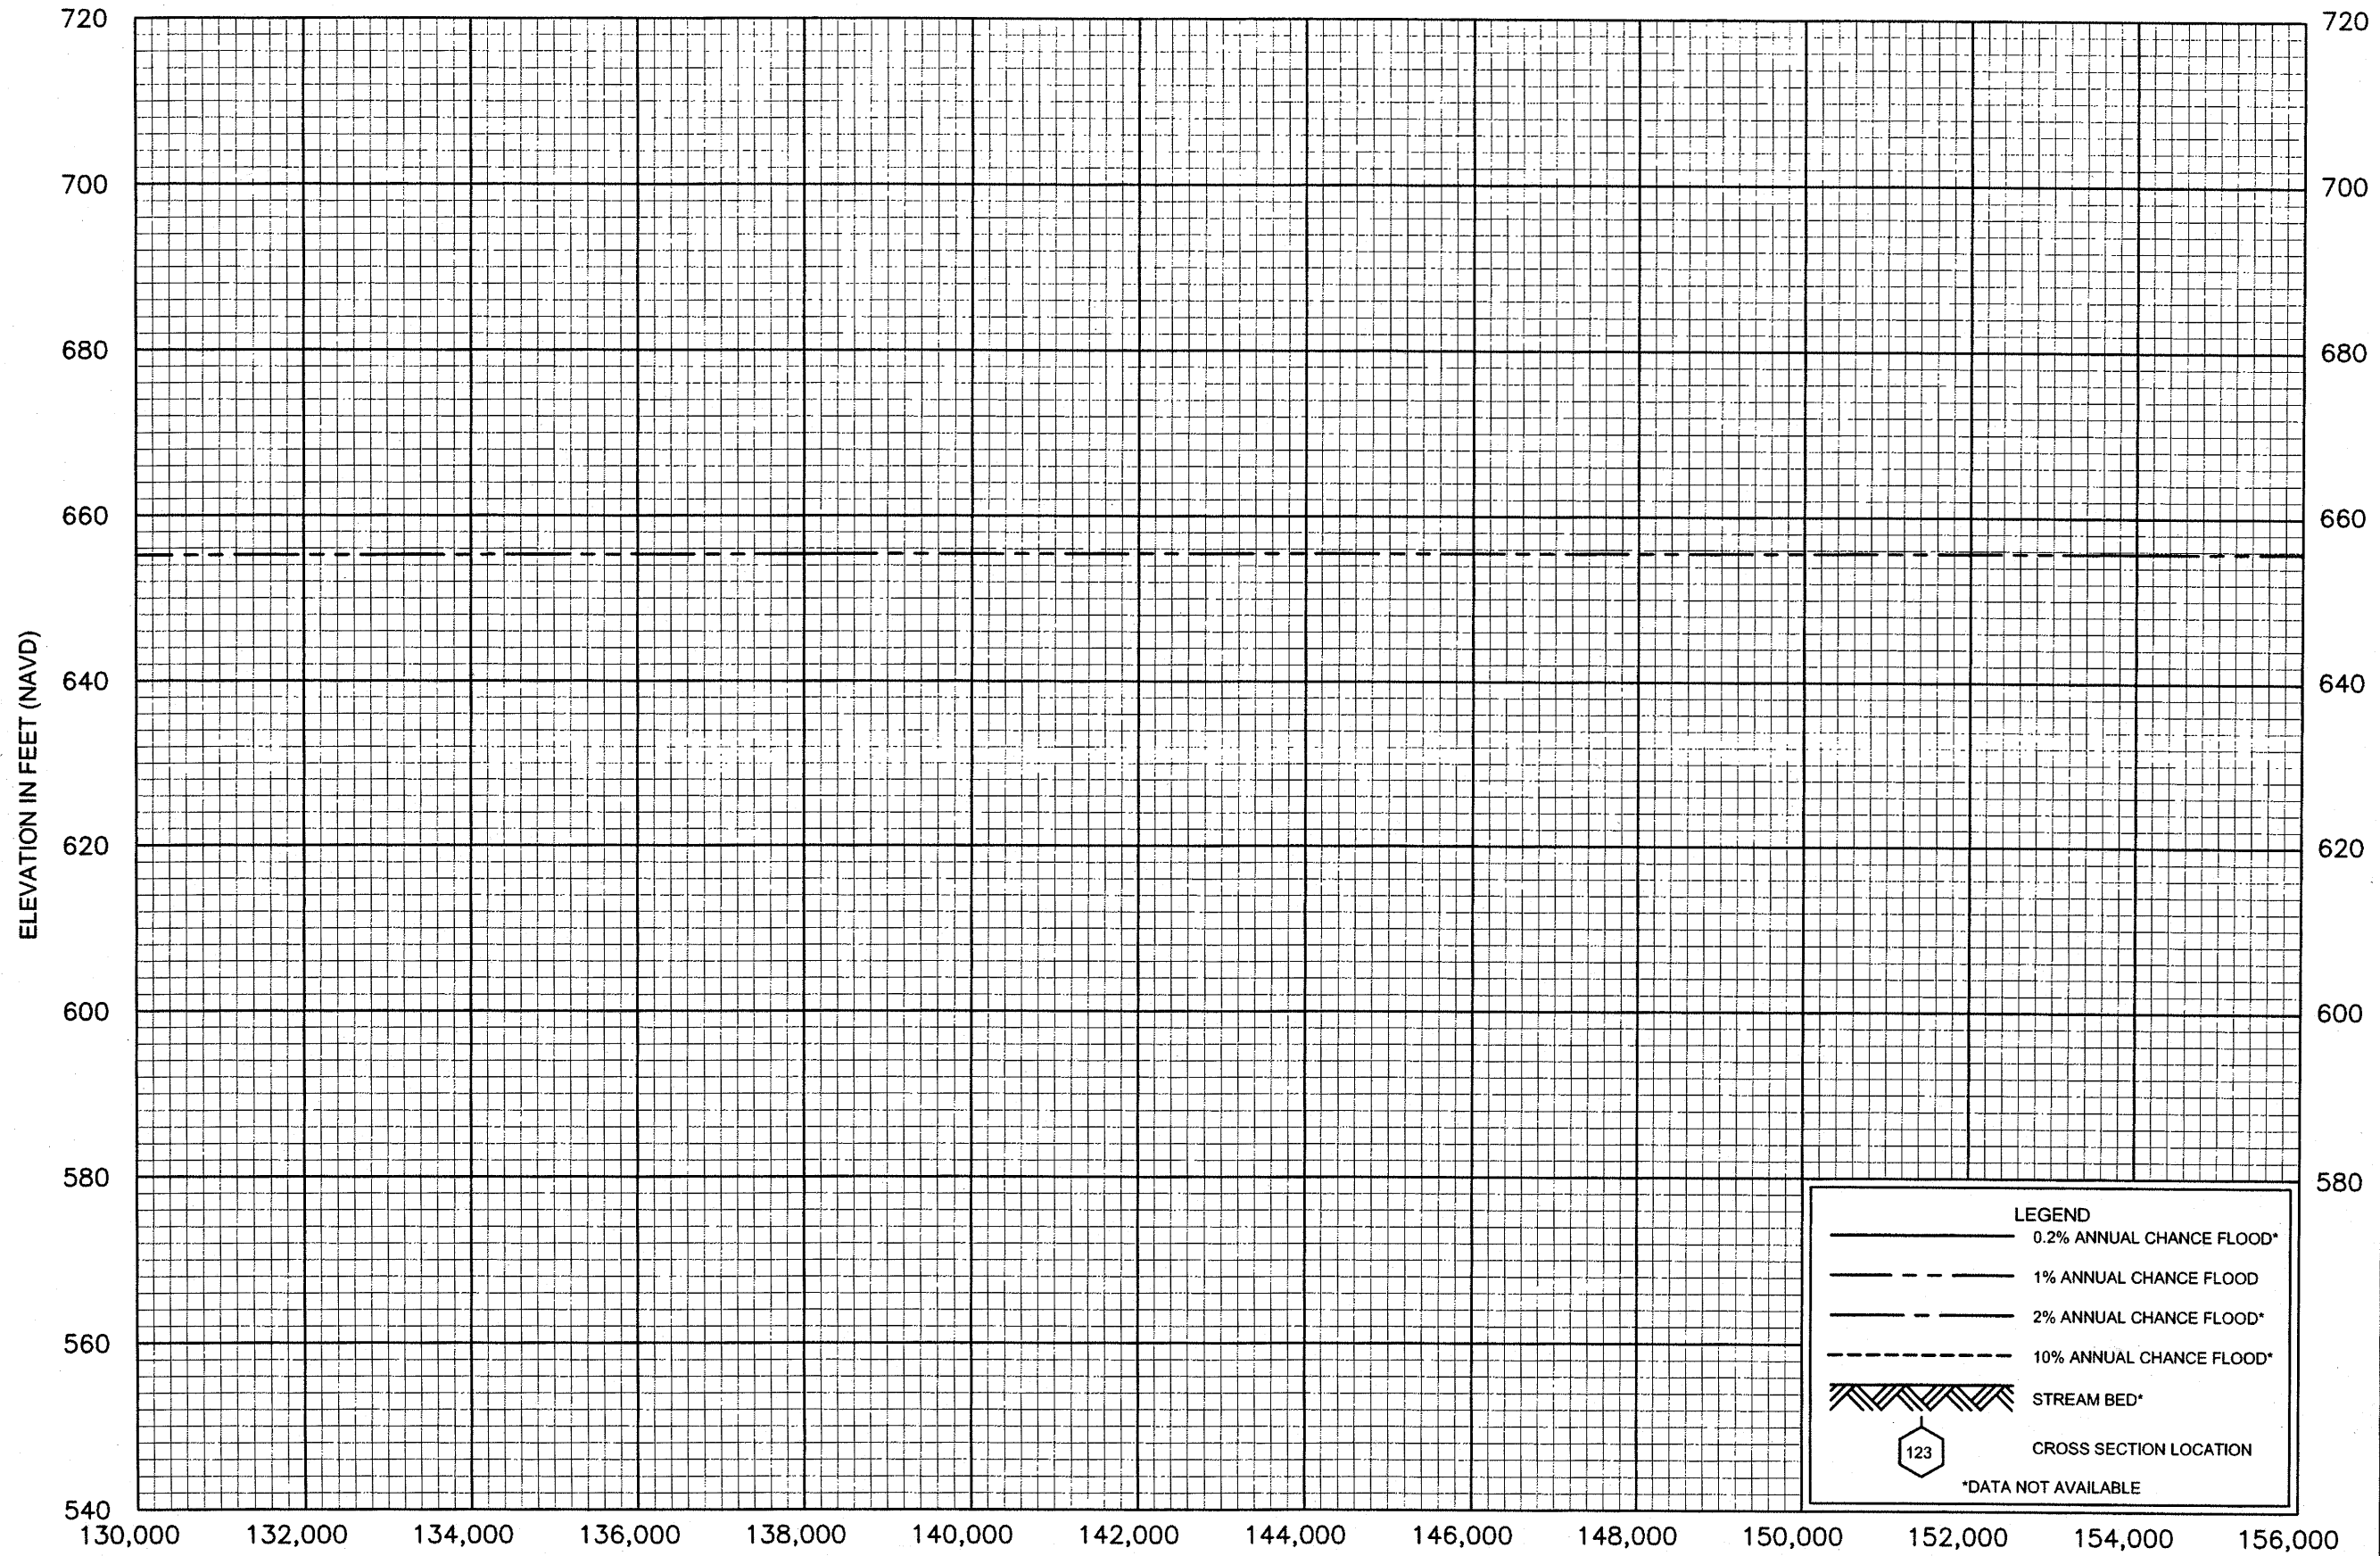 720
700
680
660
640
620
600
580
560
540
ELEVATION IN FEET (NAVD)
720
700
680
660
640
620
600
580
130,000 132,000 134,000 136,000 138,000 140,000 142,000 144,000 146,000 148,000 150,000 152,000 154,000 156,000
LEGEND
0.2% ANNUAL CHANCE FLOOD*
1% ANNUAL CHANCE FLOOD
2% ANNUAL CHANCE FLOOD*
10% ANNUAL CHANCE FLOOD*
STREAM BED*
123 CROSS SECTION LOCATION
*DATA NOT AVAILABLE